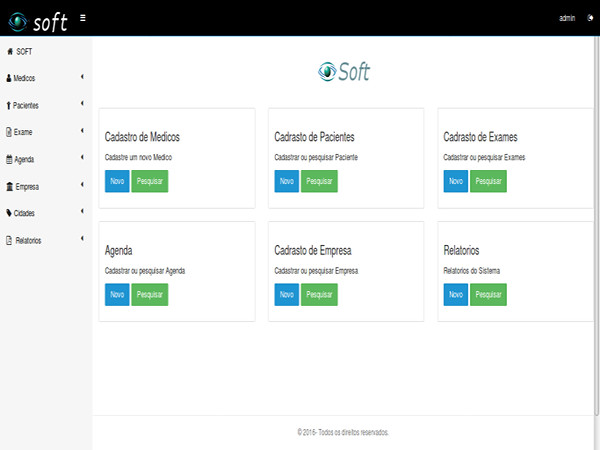 soft
admin
SOFT
Medicos
Pacientes
Exame
Agenda
Empresa
Cidades
Relatorios
Soft
Cadastro de Medicos
Cadastre um novo Medico
Novo Pesquisar
Cadrasto de Pacientes
Cadastrar ou pesquisar Paciente
Novo Pesquisar
Cadrasto de Exames
Cadastrar ou pesquisar Exames
Novo Pesquisar
Agenda
Cadastrar ou pesquisar Agenda
Novo Pesquisar
Cadrasto de Empresa
Cadastrar ou pesquisar Empresa
Novo Pesquisar
Relatorios
Relatorios do Sistema
Novo Pesquisar
© 2016- Todos os direitos reservados.